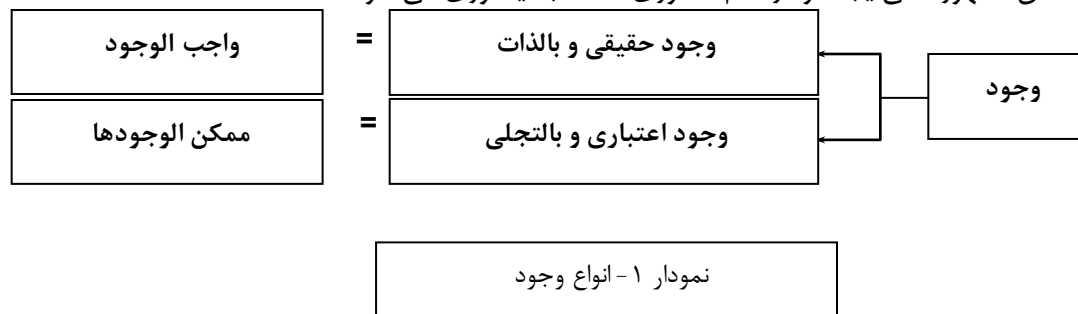 وجود
وجود حقیقی و بالذات = واجب الوجود
وجود اعتباری و بالتجلی = ممکن الوجودها
نمودار ۱- انواع وجود